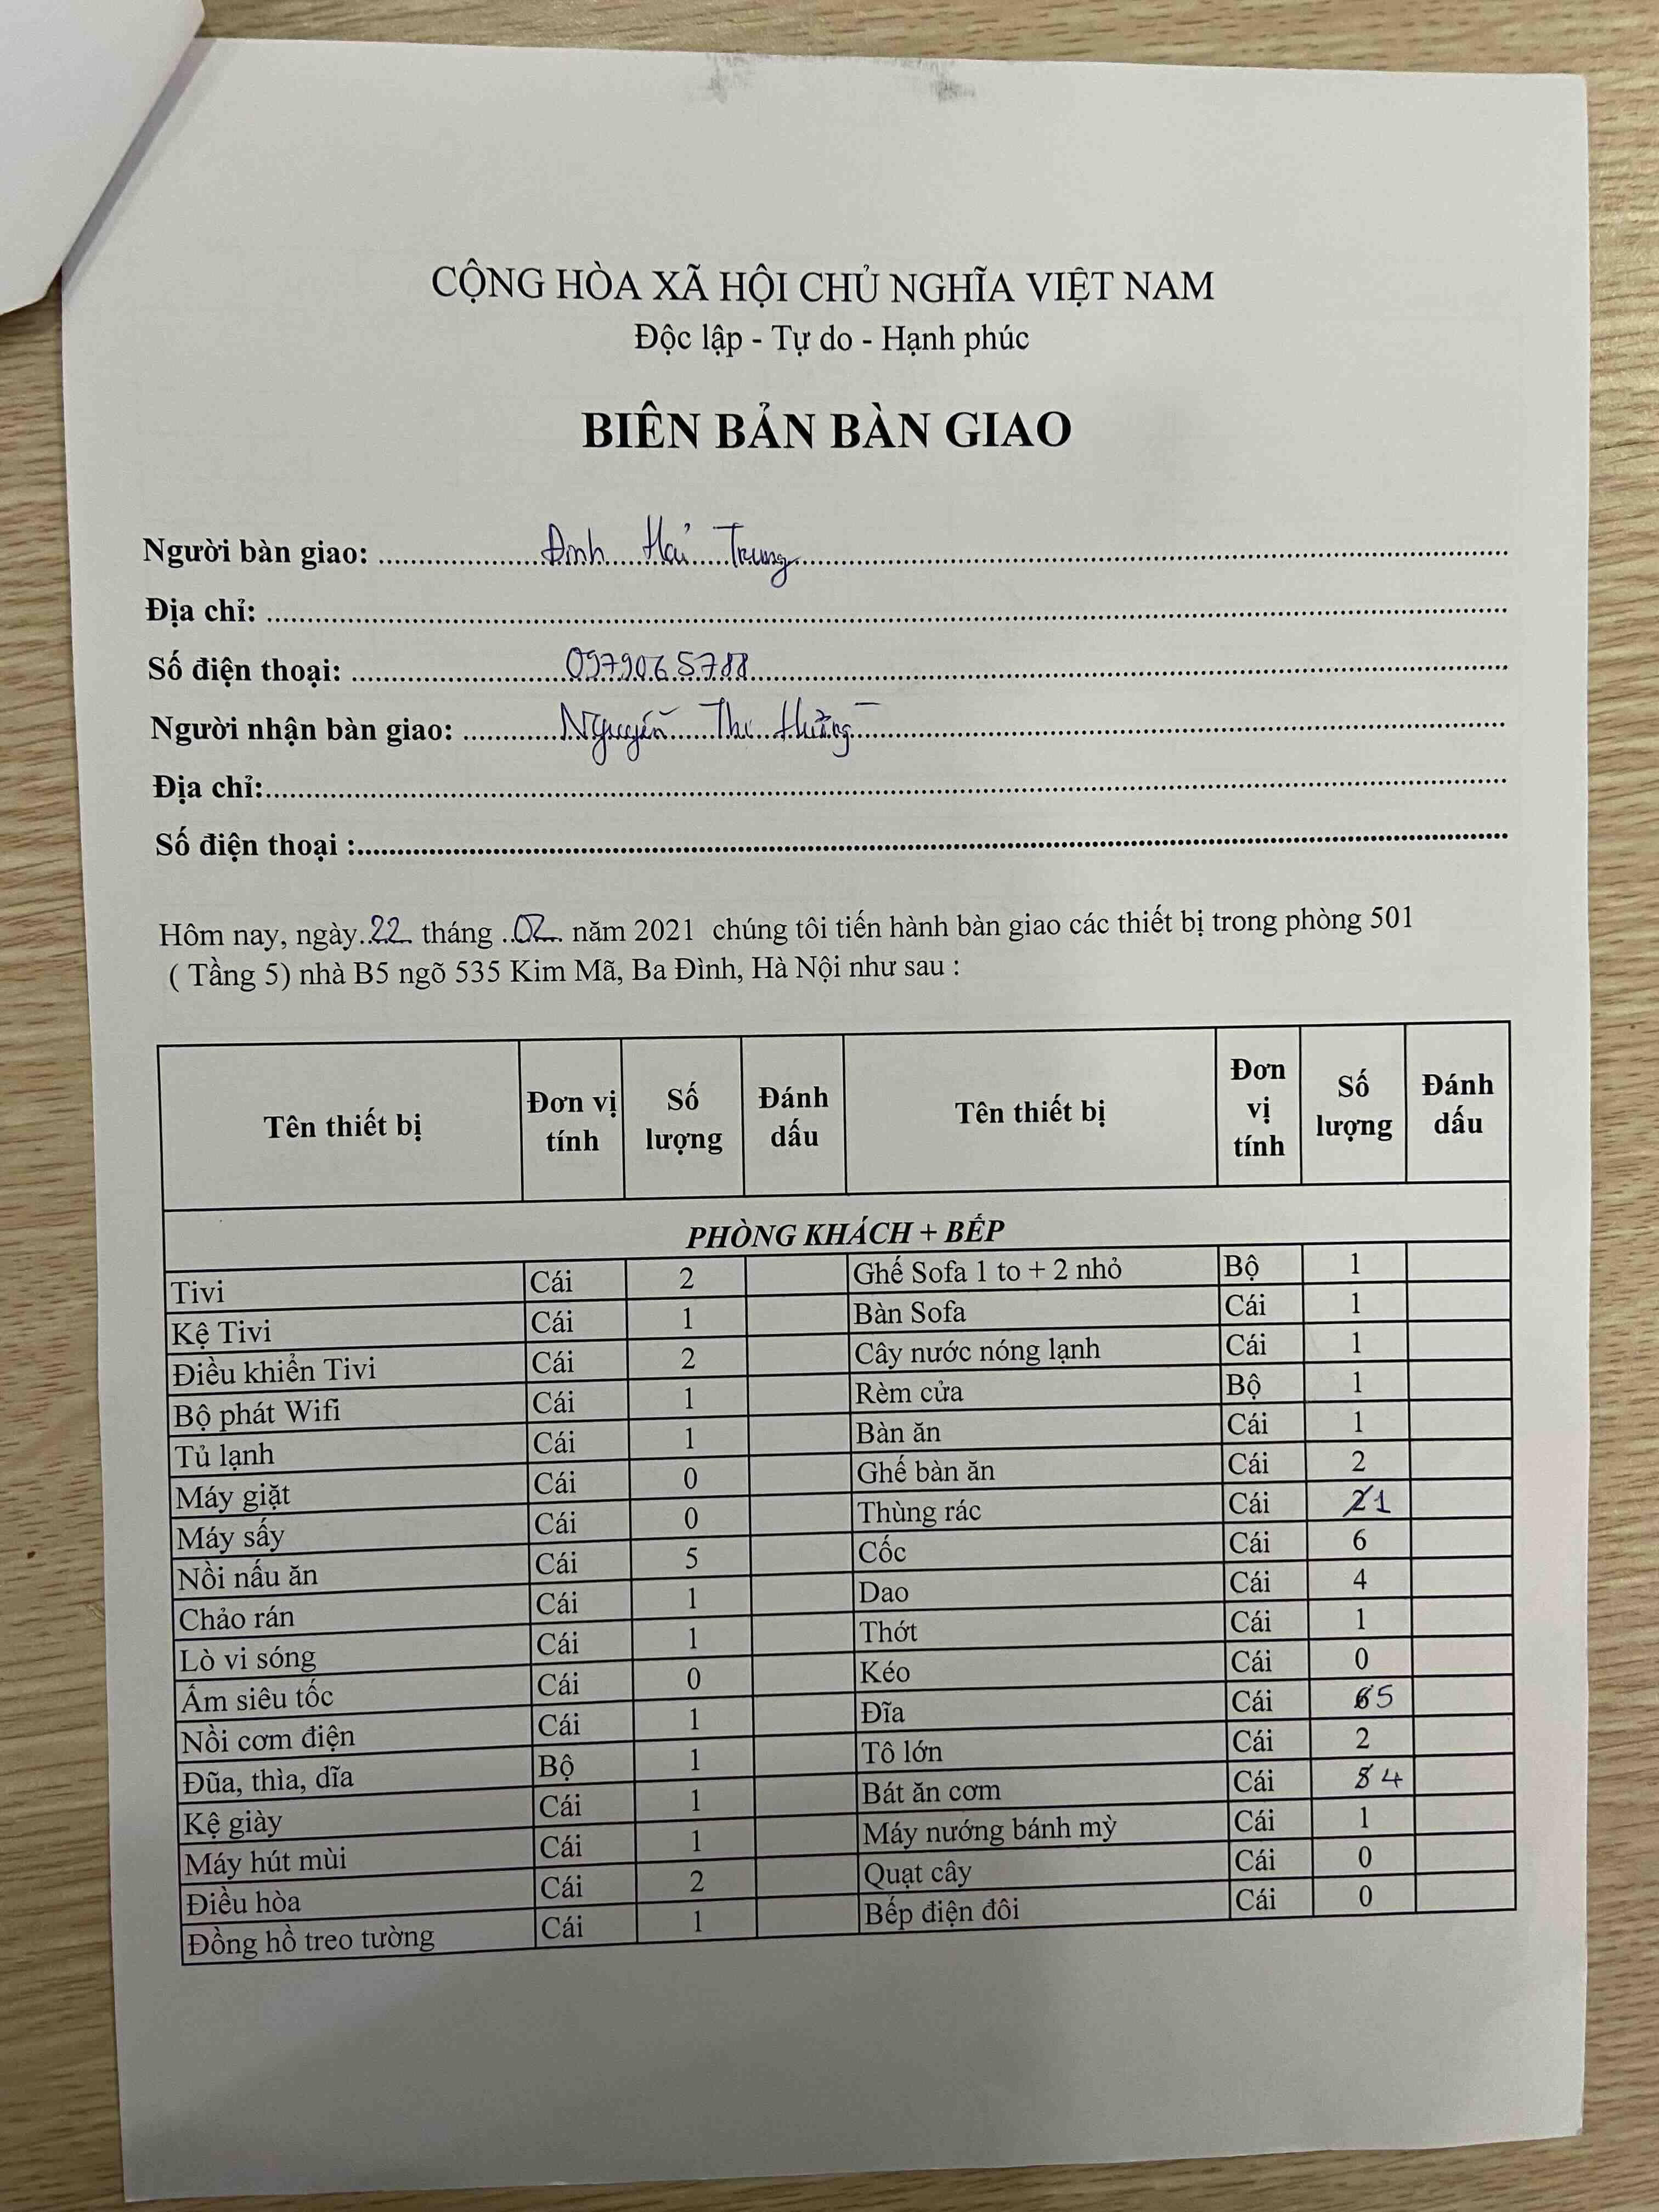 CỘNG HÒA XÃ HỘI CHỦ NGHĨA VIỆT NAM
Độc lập - Tự do - Hạnh phúc
BIÊN BẢN BÀN GIAO
Người bàn giao: Đinh Hải Trung
Địa chỉ:
Số điện thoại: 0979065788
Người nhận bàn giao: Nguyễn Thu Hường
Địa chỉ:
Số điện thoại :
Hôm nay, ngày 22 tháng 02 năm 2021 chúng tôi tiến hành bàn giao các thiết bị trong phòng 501
( Tầng 5) nhà B5 ngõ 535 Kim Mã, Ba Đình, Hà Nội như sau :
Tên thiết bị Đơn vị tính Số lượng Đánh dấu Tên thiết bị Đơn vị tính Số lượng Đánh dấu
PHÒNG KHÁCH + BẾP
Tivi Cái 2 Ghế Sofa 1 to + 2 nhỏ Bộ 1
Kệ Tivi Cái 1 Bàn Sofa Cái 1
Điều khiển Tivi Cái 2 Cây nước nóng lạnh Cái 1
Bộ phát Wifi Cái 1 Rèm cửa Bộ 1
Tủ lạnh Cái 1 Bàn ăn Cái 1
Máy giặt Cái 0 Ghế bàn ăn Cái 2
Máy sấy Cái 0 Thùng rác Cái 2 1
Nồi nấu ăn Cái 5 Cốc Cái 6
Chảo rán Cái 1 Dao Cái 4
Lò vi sóng Cái 1 Thớt Cái 1
Ấm siêu tốc Cái 0 Kéo Cái 0
Nồi cơm điện Cái 1 Đĩa Cái 6 5
Đũa, thìa, dĩa Bộ 1 Tô lớn Cái 2
Kệ giày Cái 1 Bát ăn cơm Cái 5 4
Máy hút mùi Cái 1 Máy nướng bánh mỳ Cái 1
Điều hòa Cái 2 Quạt cây Cái 0
Đồng hồ treo tường Cái 1 Bếp điện đôi Cái 0